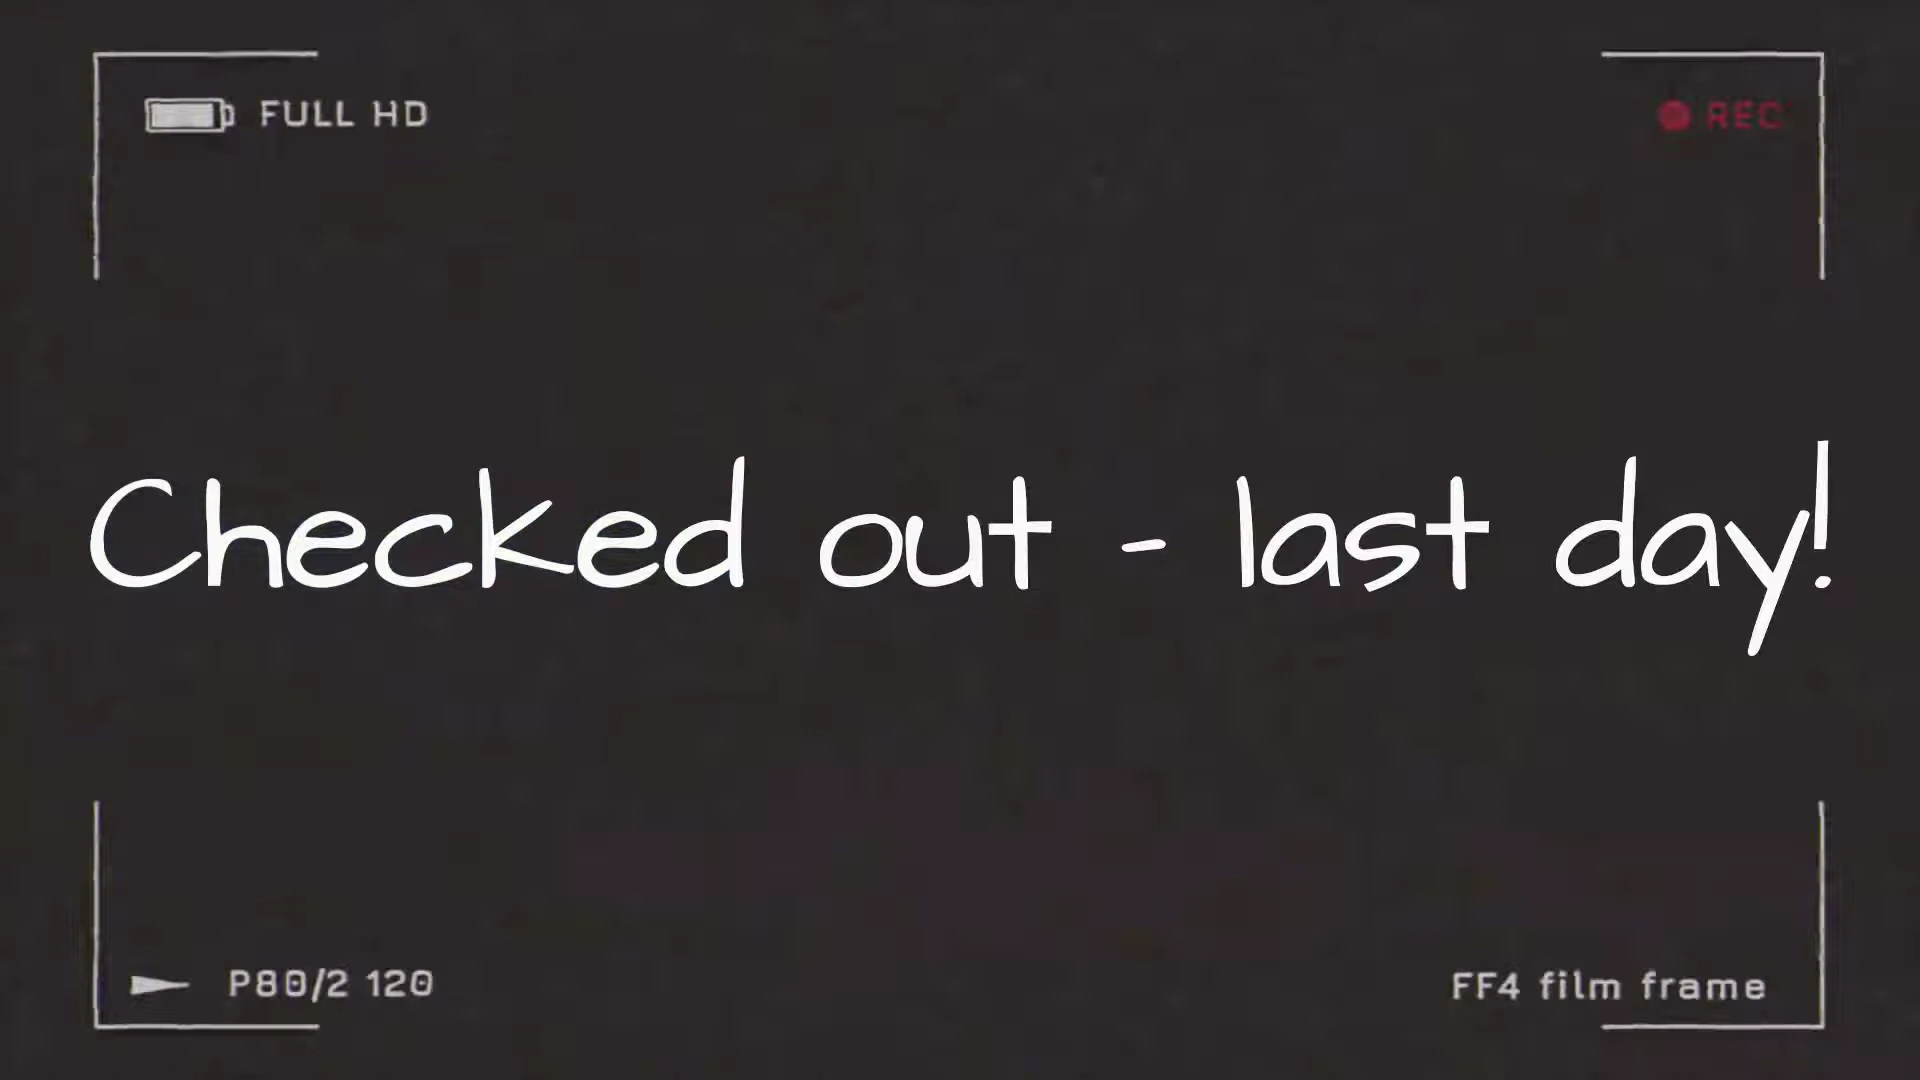 FULL HD
REC
Checked out - last day!
P80/2 120
FF4 film frame